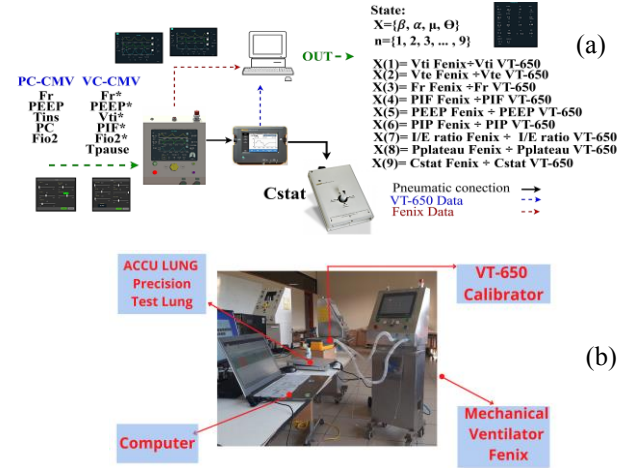 State:
X={β, α, μ, Ɵ}
n={1, 2, 3, ... , 9}
(a)
OUT
X(1)= Vti Fenix÷Vti VT-650
X(2)= Vte Fenix ÷Vte VT-650
X(3)= Fr Fenix ÷Fr VT-650
X(4)= PIF Fenix ÷PIF VT-650
X(5)= PEEP Fenix ÷ PEEP VT-650
X(6)= PIP Fenix ÷ PIP VT-650
X(7)= I/E ratio Fenix ÷ I/E ratio VT-650
X(8)= Pplateau Fenix ÷ Pplateau VT-650
X(9)= Cstat Fenix ÷ Cstat VT-650
PC-CMV VC-CMV
Fr Fr*
PEEP PEEP*
Tins Vti*
PC PIF*
Fio2 Fio2*
Tpause
Cstat
Pneumatic conection
VT-650 Data
Fenix Data
ACCU LUNG
Precision
Test Lung
VT-650
Calibrator
(b)
Computer
Mechanical
Ventilator
Fenix